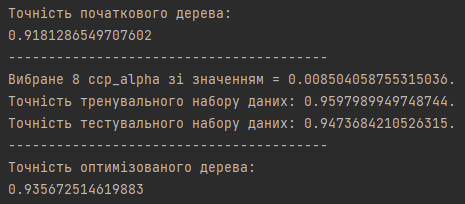 Точність початкового дерева:
0.9181286549707602
----------------------------------------
Вибране 8 ccp_alpha зі значенням = 0.008504058755315036.
Точність тренувального набору даних: 0.9597989949748744.
Точність тестувального набору даних: 0.9473684210526315.
----------------------------------------
Точність оптимізованого дерева:
0.935672514619883